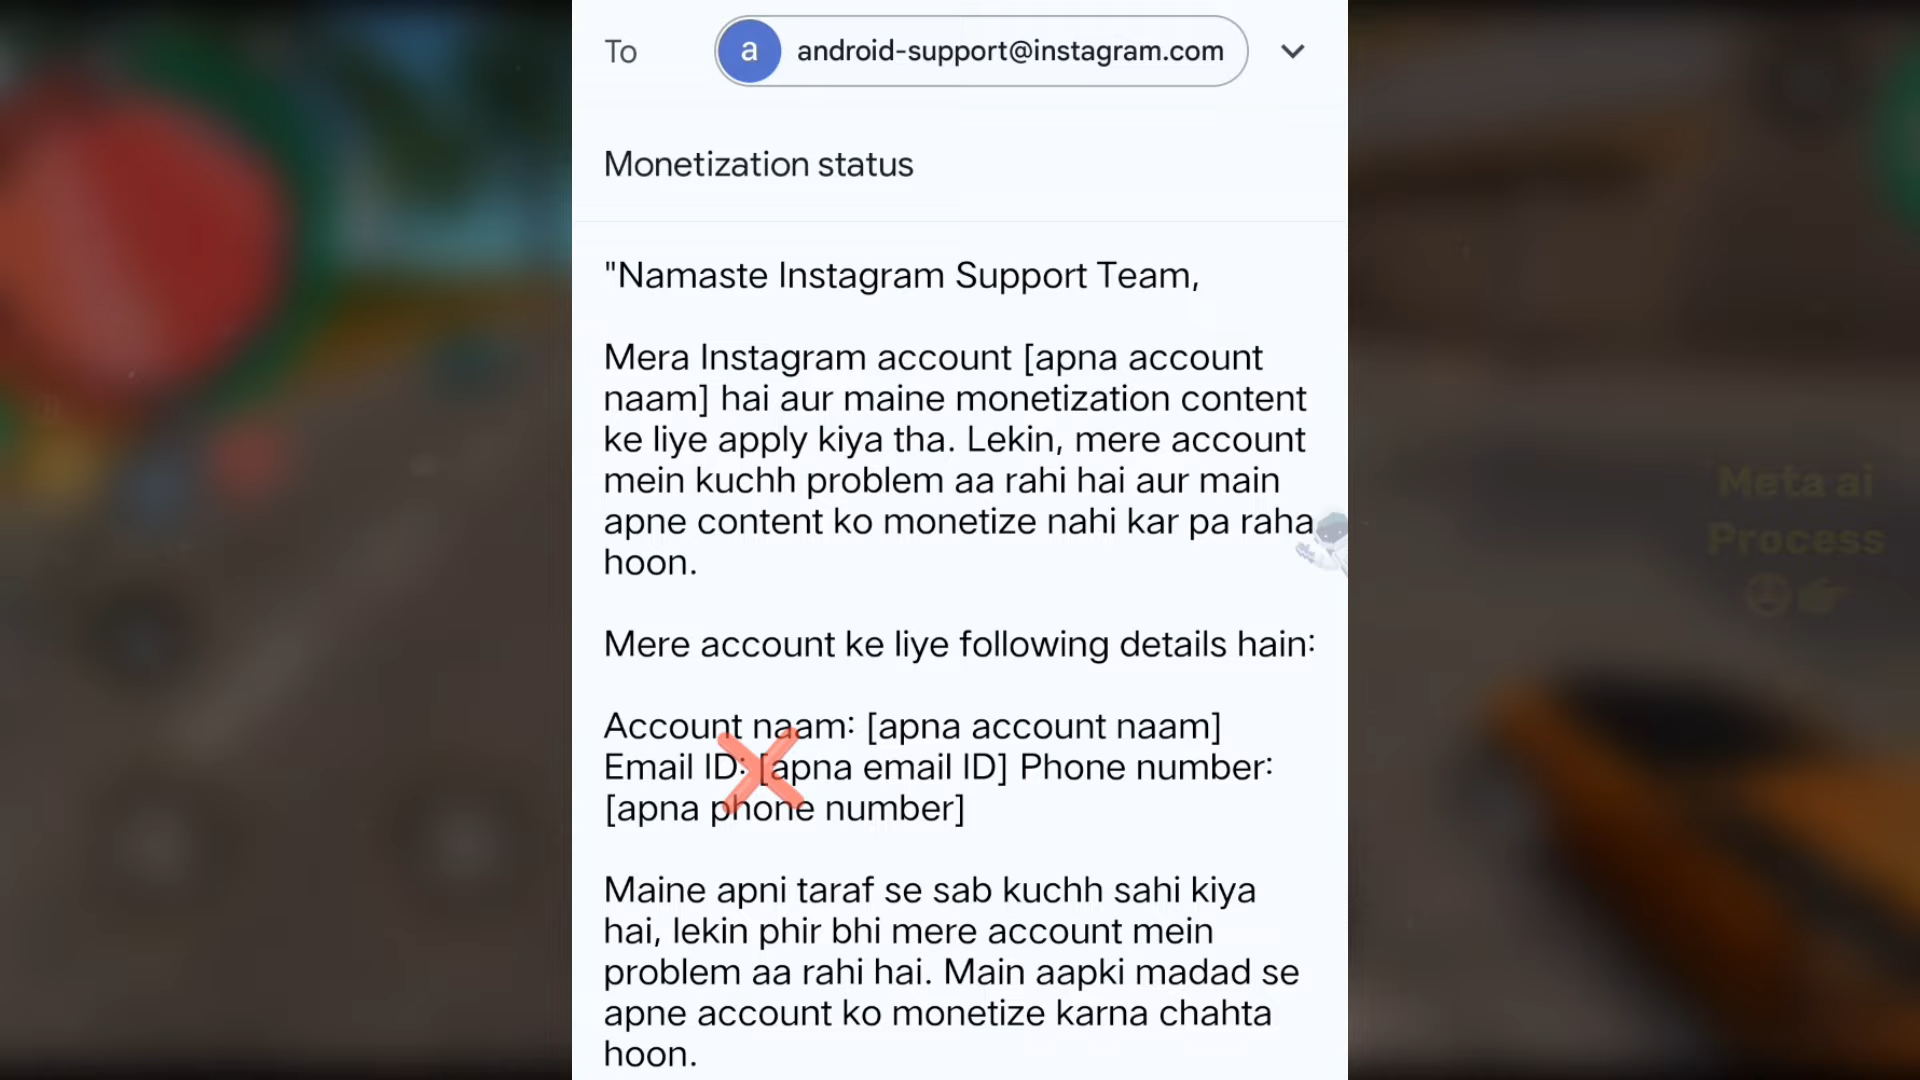 To
a
android-support@instagram.com
Monetization status
"Namaste Instagram Support Team,
Mera Instagram account [apna account
naam] hai aur maine monetization content
ke liye apply kiya tha. Lekin, mere account
mein kuchh problem aa rahi hai aur main
apne content ko monetize nahi kar pa raha
hoon.
Mere account ke liye following details hain:
Account naam: [apna account naam]
Email ID: [apna email ID] Phone number:
[apna phone number]
Maine apni taraf se sab kuchh sahi kiya
hai, lekin phir bhi mere account mein
problem aa rahi hai. Main aapki madad se
apne account ko monetize karna chahta
hoon.
Meta ai
Process